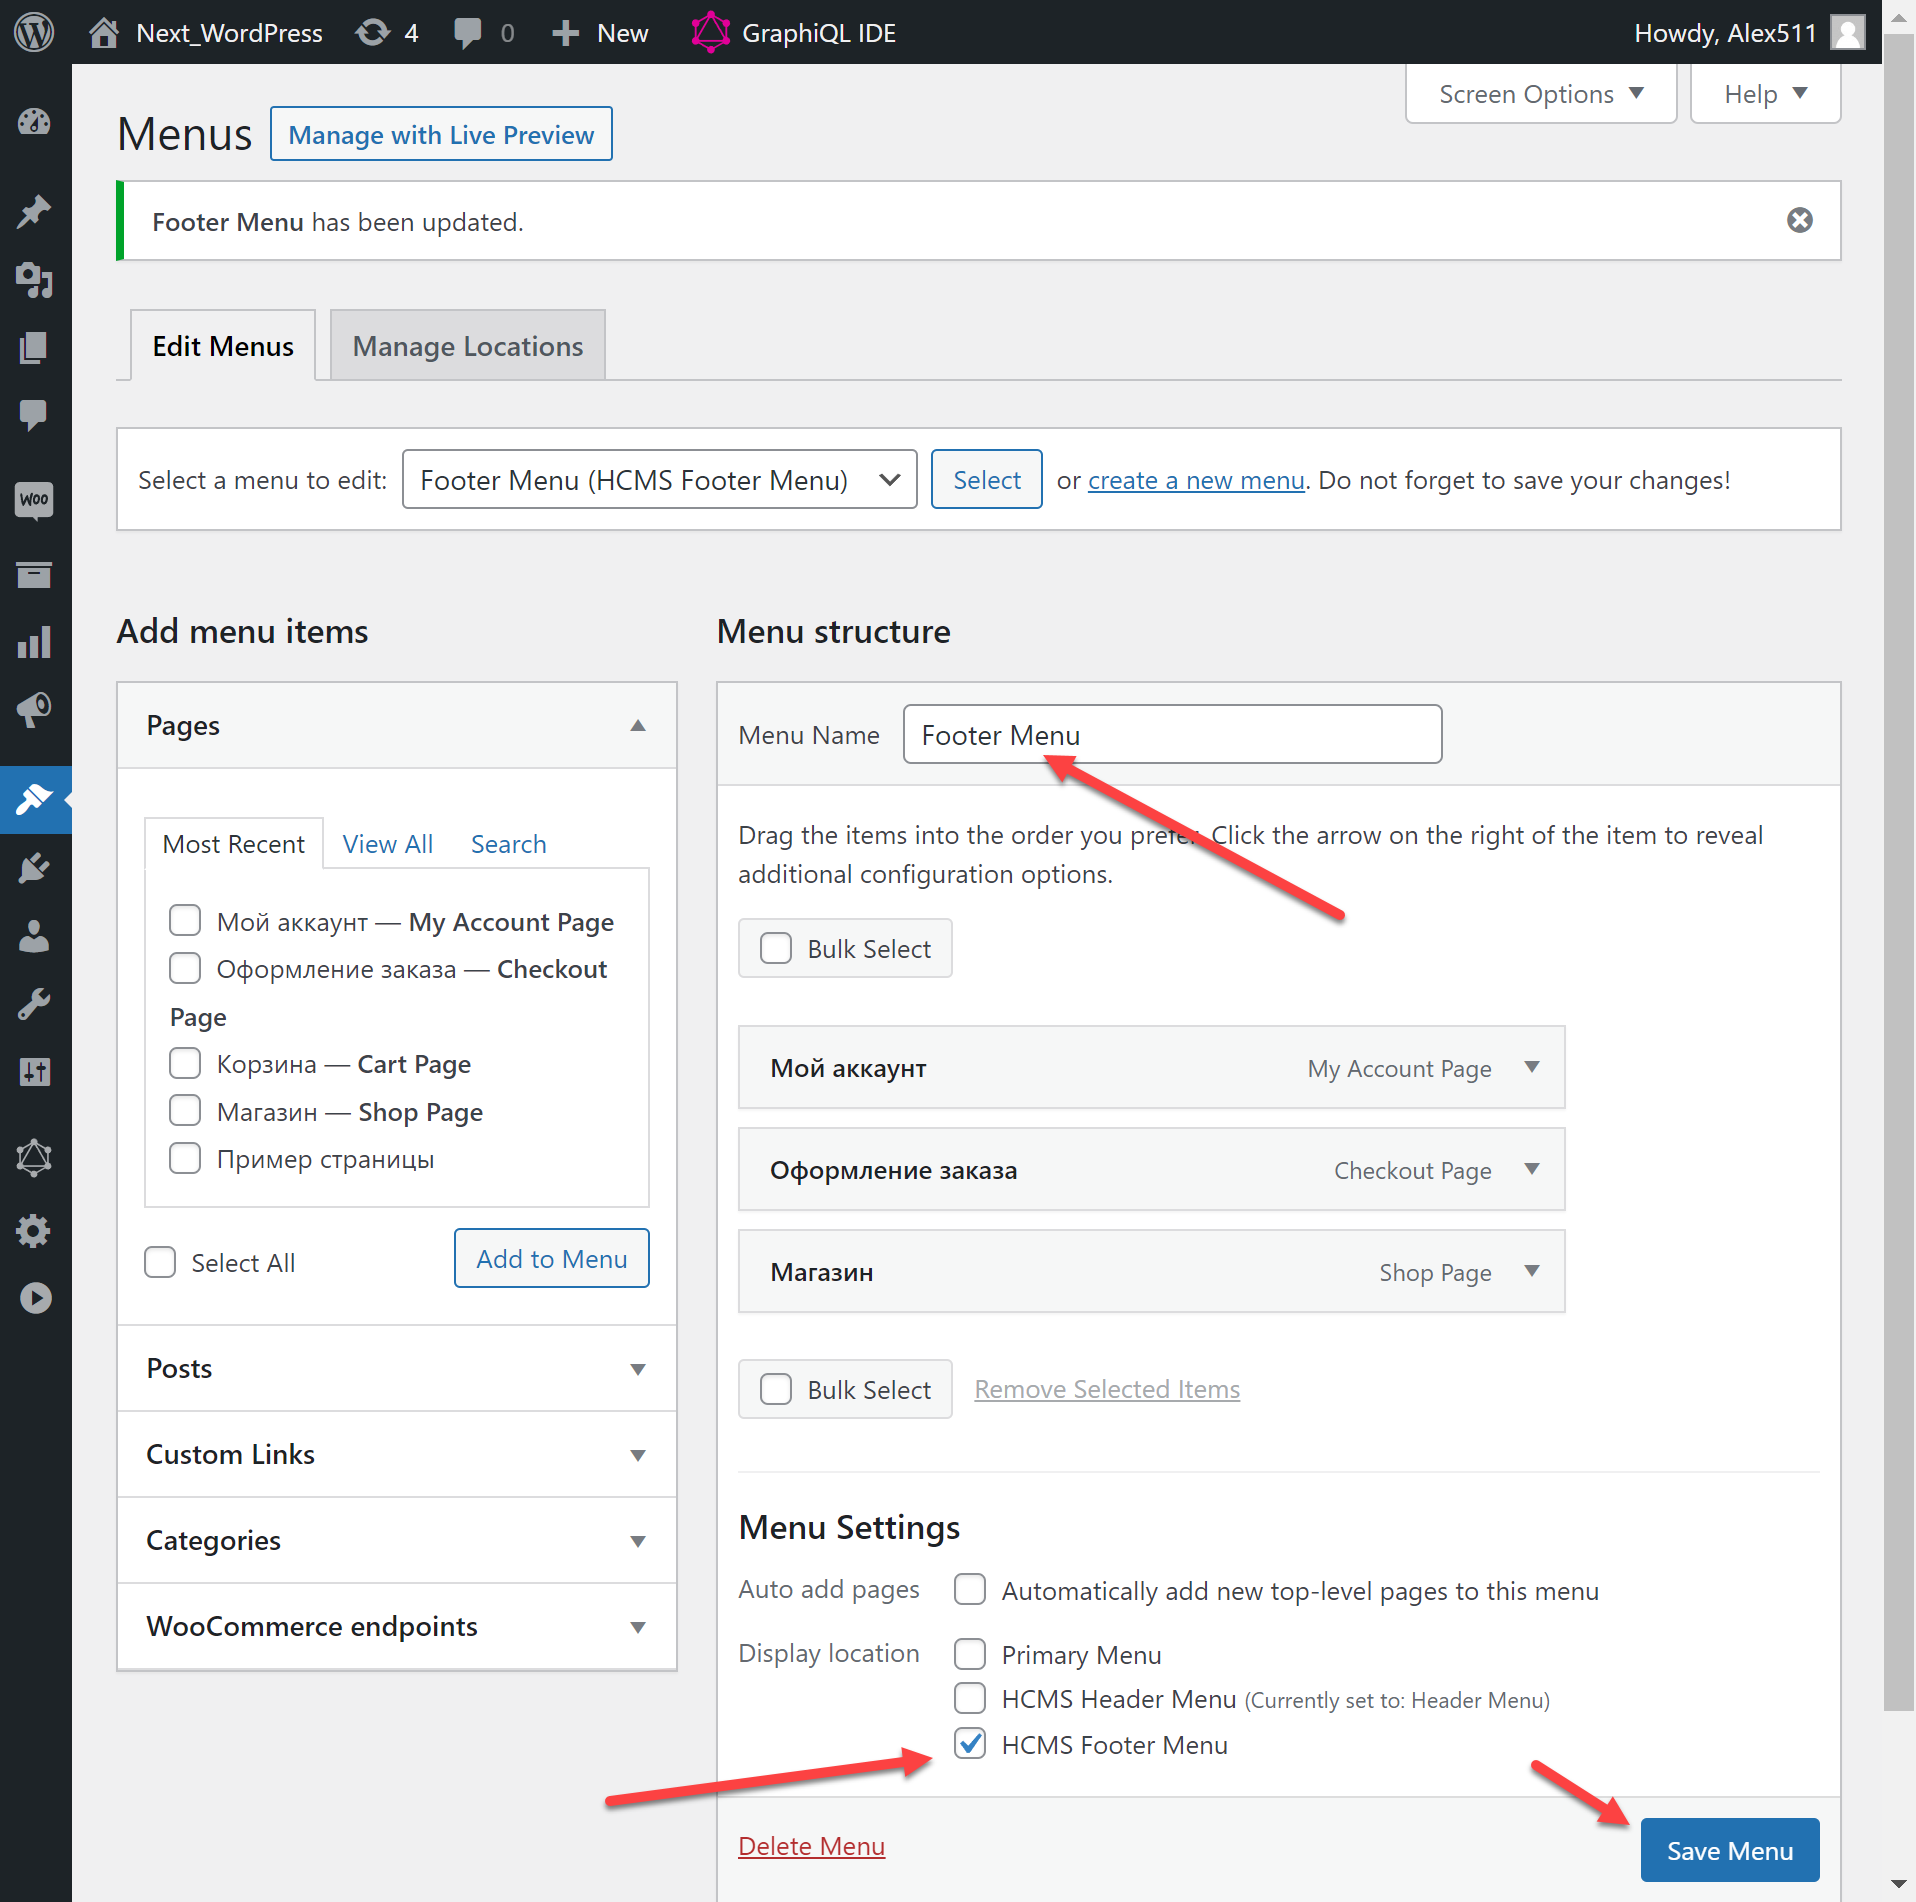 Next_WordPress 4 0 New GraphiQL IDE Howdy, Alex511
Screen Options Help
Menus Manage with Live Preview
Footer Menu has been updated.
Edit Menus Manage Locations
Select a menu to edit: Footer Menu (HCMS Footer Menu) Select or create a new menu. Do not forget to save your changes!
Woo
Add menu items
Pages
Most Recent View All Search
Мой аккаунт — My Account Page
Оформление заказа — Checkout
Page
Корзина — Cart Page
Магазин — Shop Page
Пример страницы
Select All Add to Menu
Posts
Custom Links
Categories
WooCommerce endpoints
Menu structure
Menu Name Footer Menu
Drag the items into the order you prefer. Click the arrow on the right of the item to reveal
additional configuration options.
Bulk Select
Мой аккаунт My Account Page
Оформление заказа Checkout Page
Магазин Shop Page
Bulk Select Remove Selected Items
Menu Settings
Auto add pages Automatically add new top-level pages to this menu
Display location Primary Menu
HCMS Header Menu (Currently set to: Header Menu)
HCMS Footer Menu
Delete Menu Save Menu